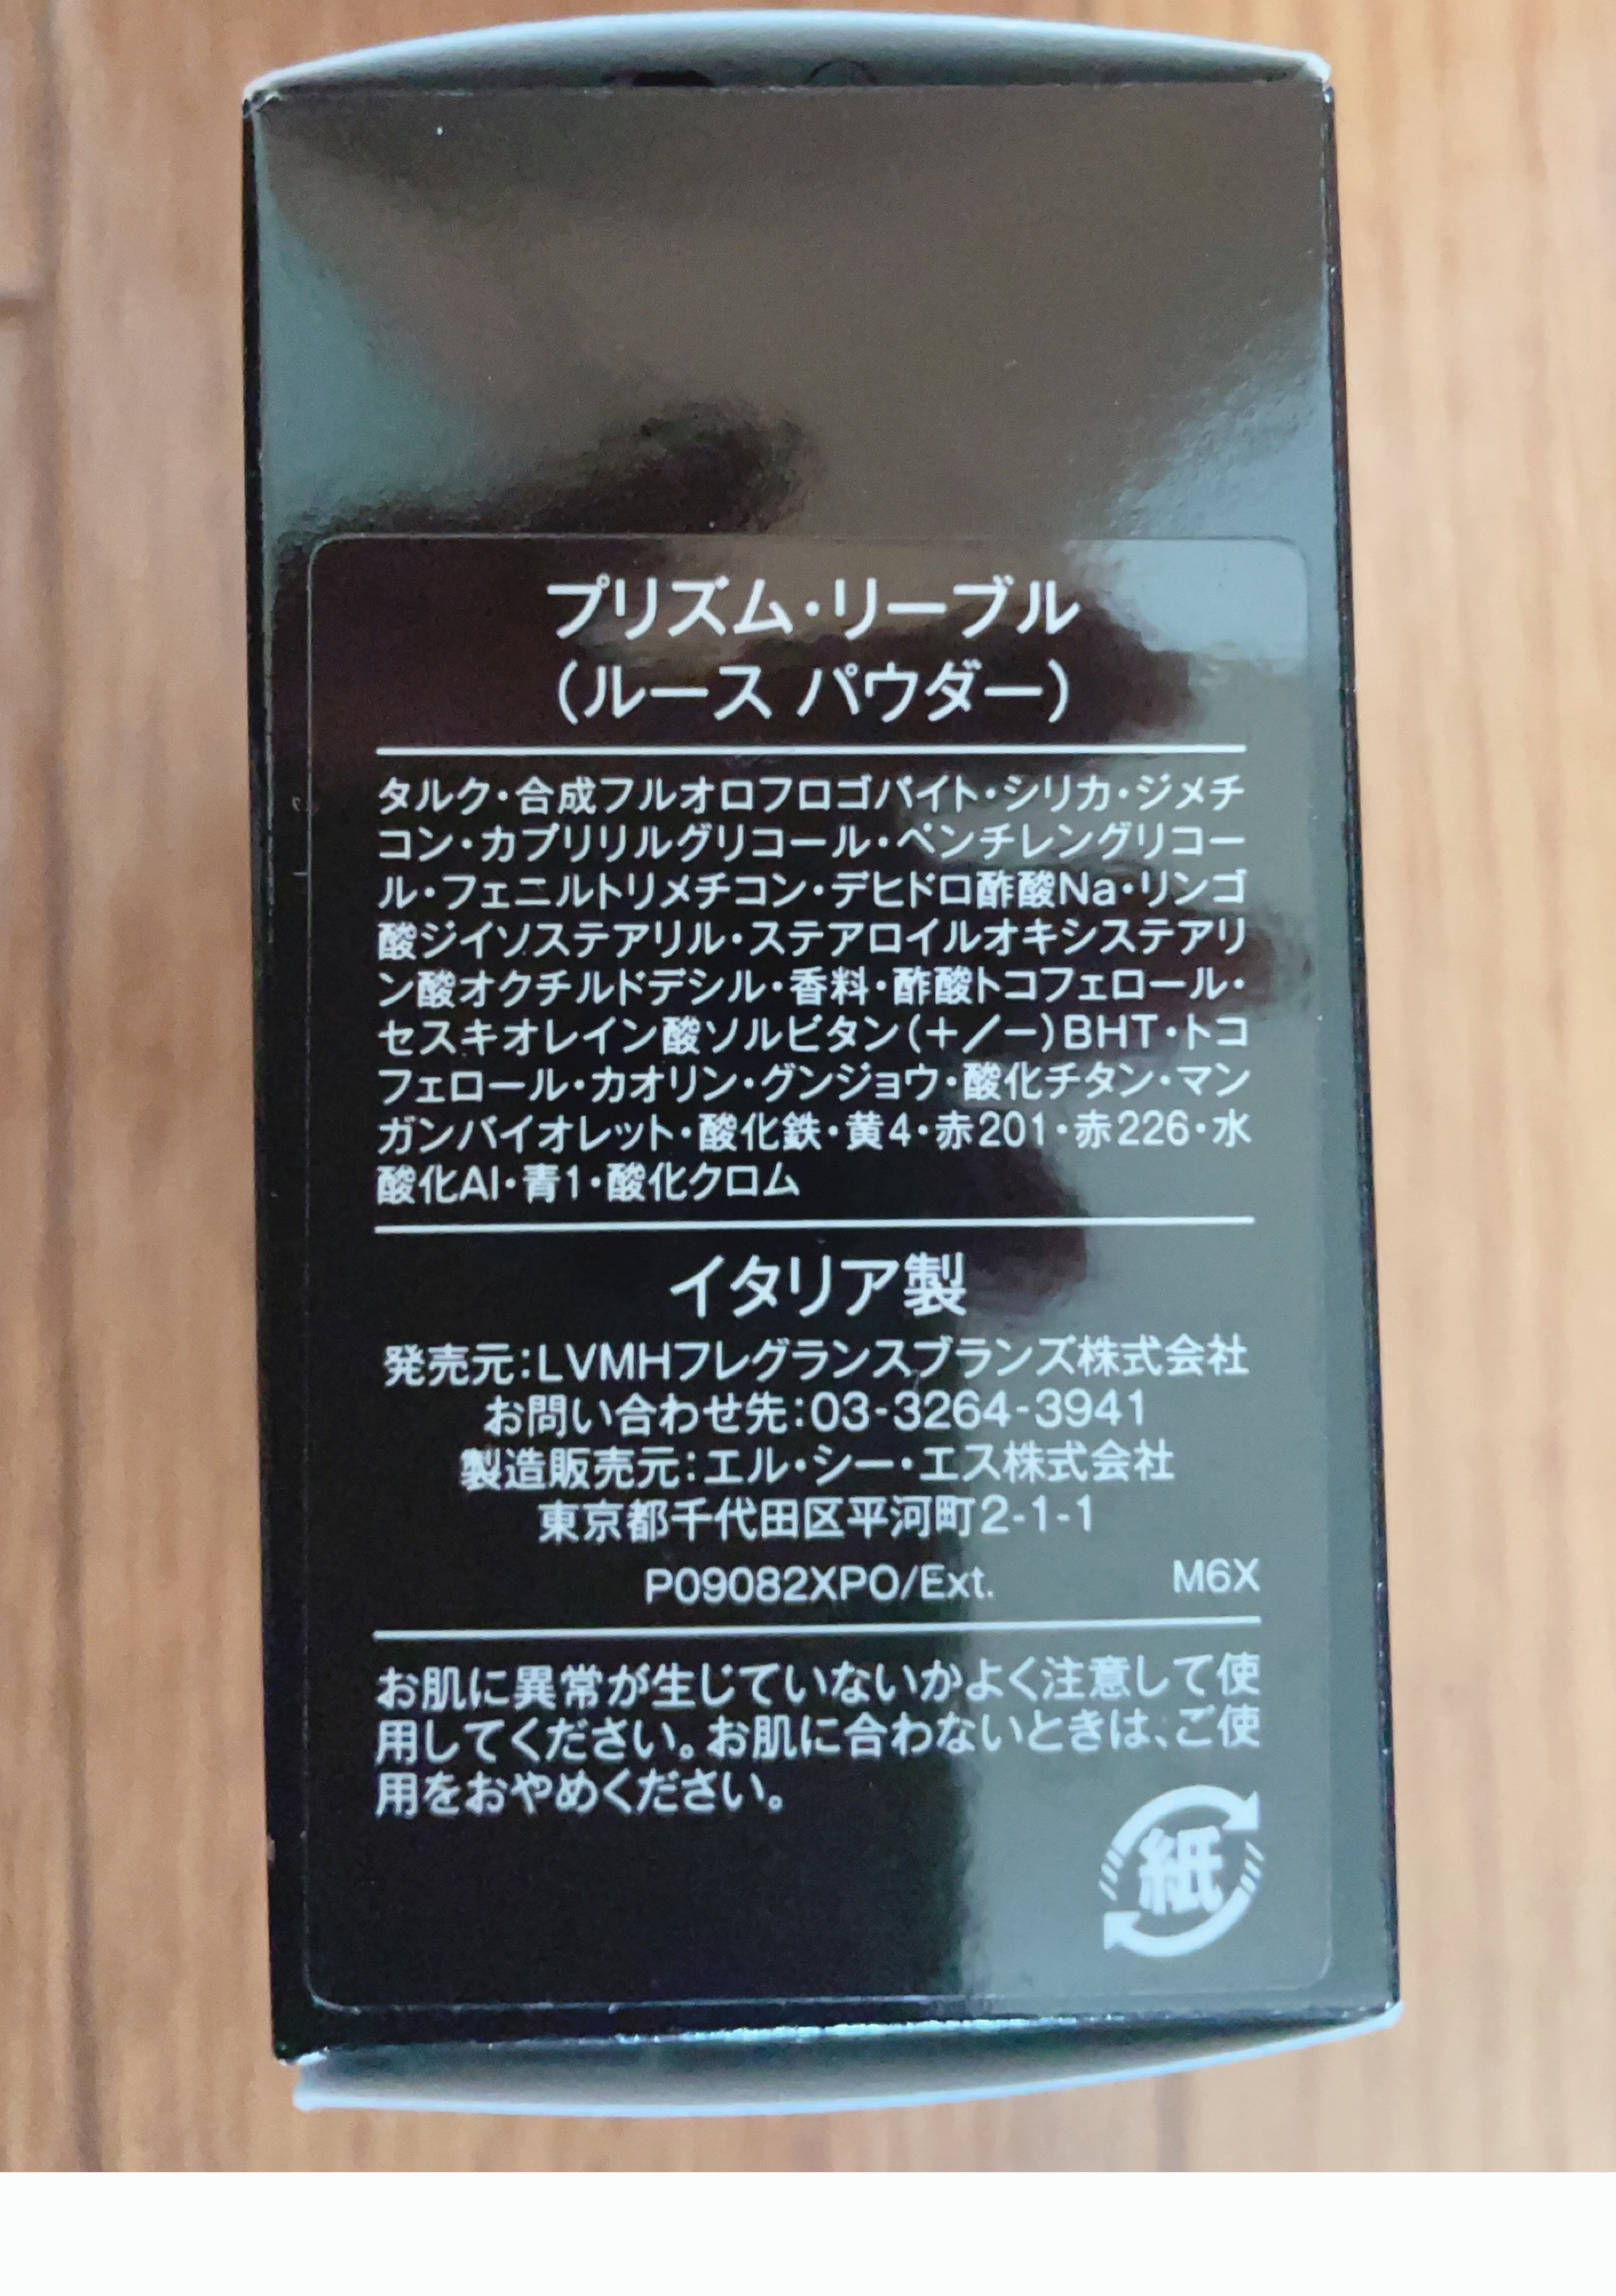 プリズム・リーブル
（ルース パウダー）
タルク・合成フルオロフロゴパイト・シリカ・ジメチ
コン・カプリリルグリコール・ペンチレングリコー
ル・フェニルトリメチコン・デヒドロ酢酸Na・リンゴ
酸ジイソステアリル・ステアロイルオキシステアリ
ン酸オクチルドデシル・香料・酢酸トコフェロール・
セスキオレイン酸ソルビタン（＋／－）BHT・トコ
フェロール・カオリン・グンジョウ・酸化チタン・マン
ガンバイオレット・酸化鉄・黄4・赤201・赤226・水
酸化Al・青1・酸化クロム
イタリア製
発売元：LVMHフレグランスブランズ株式会社
お問い合わせ先：03-3264-3941
製造販売元：エル・シー・エス株式会社
東京都千代田区平河町2-1-1
P09082XPO/Ext. M6X
お肌に異常が生じていないかよく注意して使
用してください。お肌に合わないときは、ご使
用をおやめください。
紙